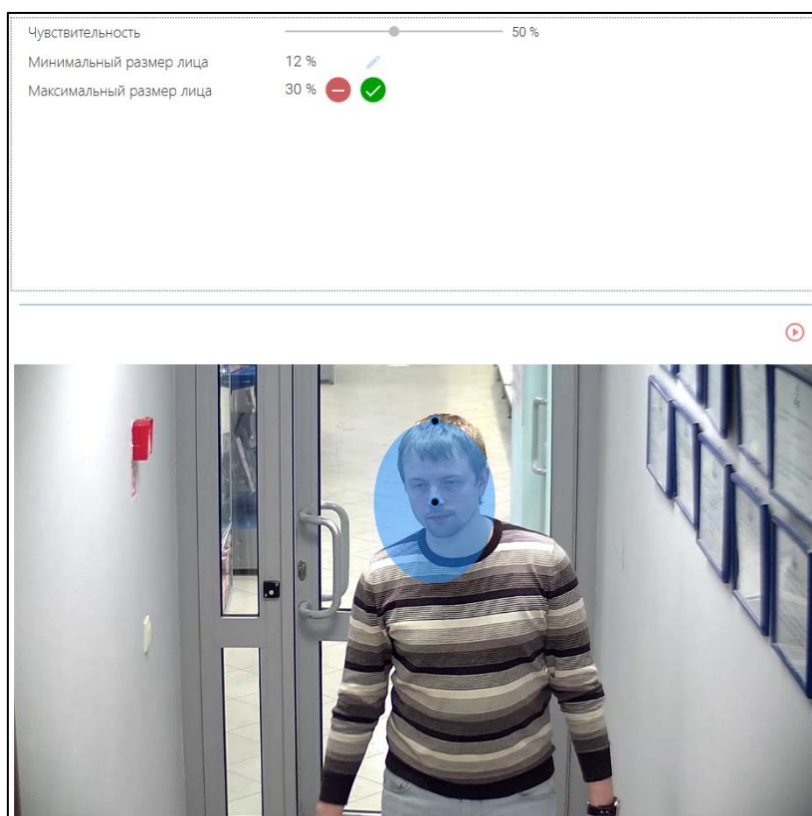 Чувствительность 50 %
Минимальный размер лица 12 %
Максимальный размер лица 30 %